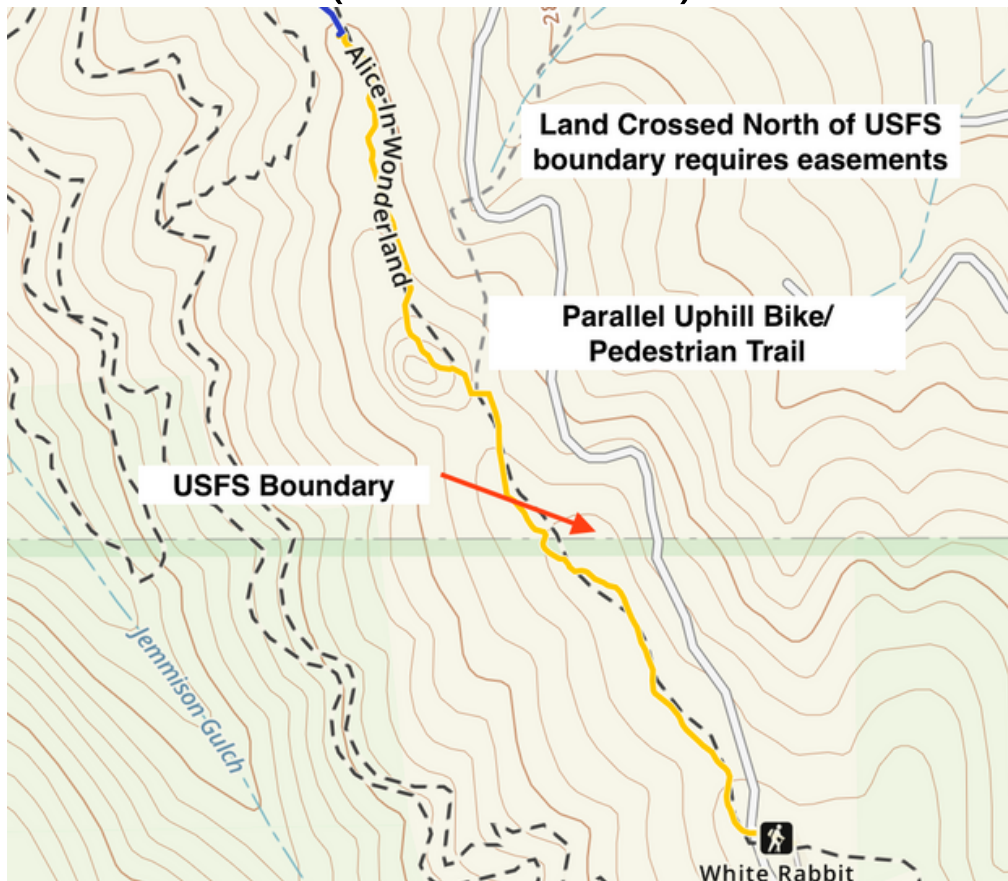 Alice-In-Wonderland
Land Crossed North of USFS
boundary requires easements
Parallel Uphill Bike/
Pedestrian Trail
USFS Boundary
Jemmison Gulch
White Rabbit